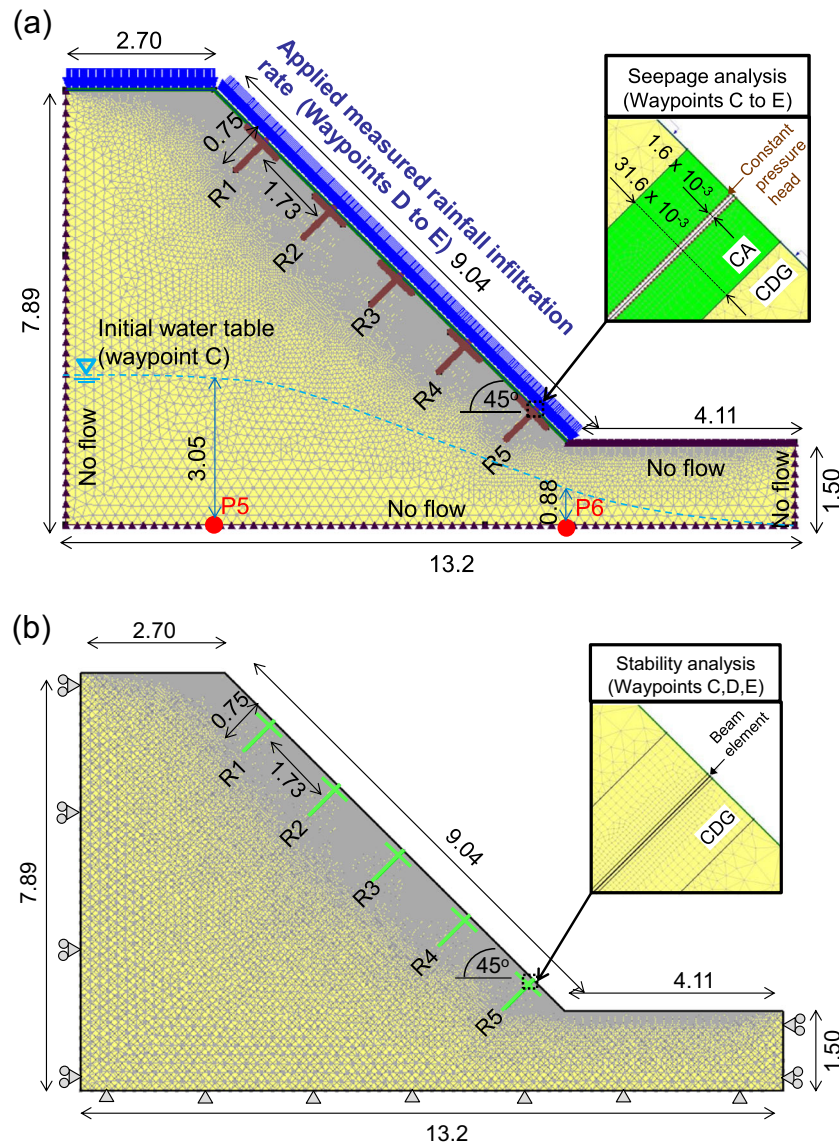 (a)
2.70
Applied measured rainfall infiltration
rate (Waypoints D to E)
9.04
7.89
0.75
1.73
R1
R2
R3
R4
R5
Seepage analysis
(Waypoints C to E)
1.6 x 10-3
31.6 x 10-3
Constant
pressure
head
CA
CDG
Initial water table
(waypoint C)
45o
4.11
No flow
3.05
P5
No flow
0.88
P6
No flow
No flow
1.50
13.2
(b)
2.70
Stability analysis
(Waypoints C,D,E)
Beam
element
CDG
0.75
1.73
R1
R2
R3
R4
R5
9.04
7.89
45o
4.11
1.50
13.2